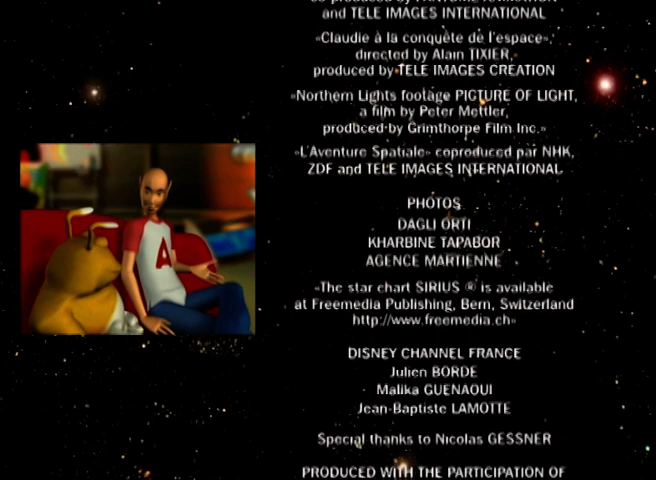 and TELE IMAGES INTERNATIONAL
«Claudie à la conquète de l'espace»,
directed by Alain TIXIER,
produced by TELE IMAGES CREATION
«Northern Lights footage PICTURE OF LIGHT,
a film by Peter Mettler,
produced by Grimthorpe Film Inc.»
«L'Aventure Spatiale» coproduced par NHK,
ZDF and TELE IMAGES INTERNATIONAL
PHOTOS
DAGLI ORTI
KHARBINE TAPABOR
AGENCE MARTIENNE
«The star chart SIRIUS ® is available
at Freemedia Publishing, Bern, Switzerland
http://www.freemedia.ch»
DISNEY CHANNEL FRANCE
Julien BORDE
Malika GUENAOUI
Jean-Baptiste LAMOTTE
Special thanks to Nicolas GESSNER
PRODUCED WITH THE PARTICIPATION OF
A